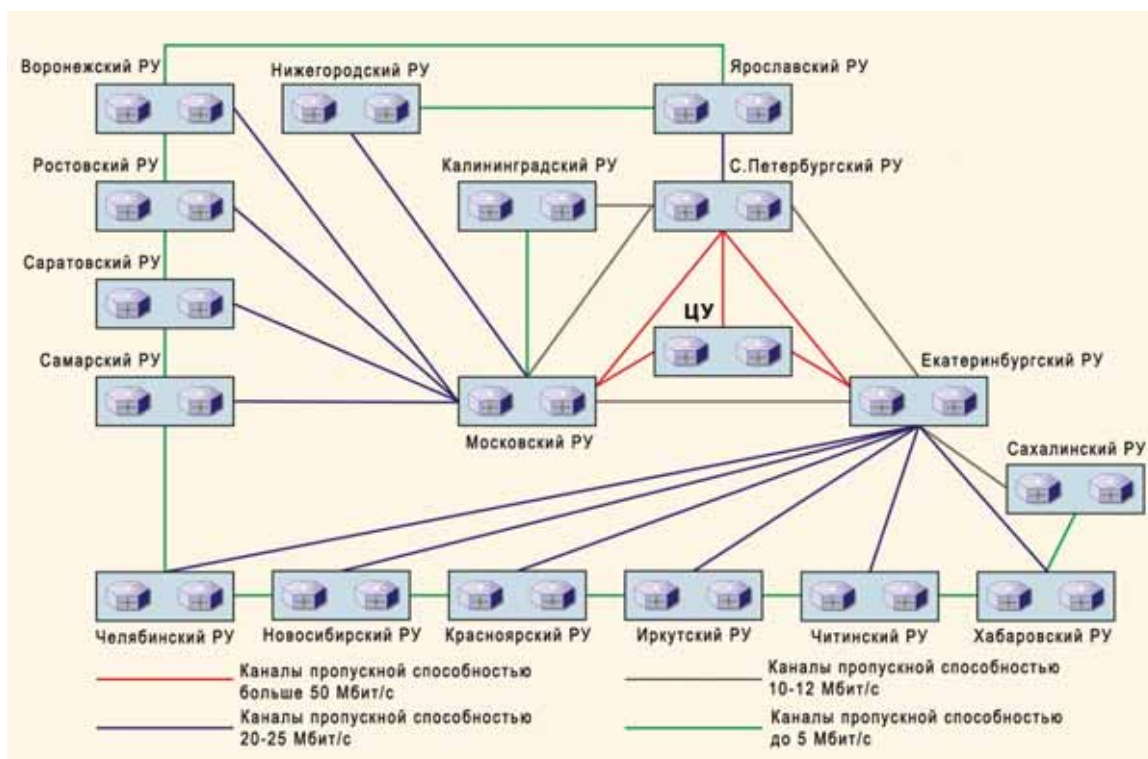 Воронежский РУ
Нижегородский РУ
Ярославский РУ
Ростовский РУ
Калининградский РУ
С.Петербургский РУ
Саратовский РУ
ЦУ
Самарский РУ
Екатеринбургский РУ
Московский РУ
Сахалинский РУ
Челябинский РУ
Новосибирский РУ
Красноярский РУ
Иркутский РУ
Читинский РУ
Хабаровский РУ
Каналы пропускной способностью
больше 50 Мбит/с
Каналы пропускной способностью
10-12 Мбит/с
Каналы пропускной способностью
20-25 Мбит/с
Каналы пропускной способностью
до 5 Мбит/с